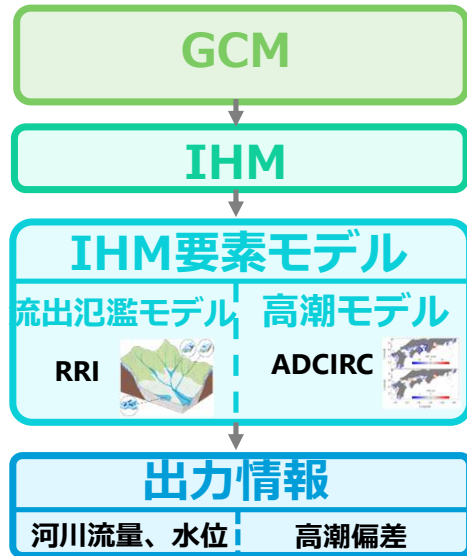 GCM
IHM
IHM要素モデル
流出氾濫モデル
高潮モデル
RRI
ADCIRC
出力情報
河川流量、水位
高潮偏差